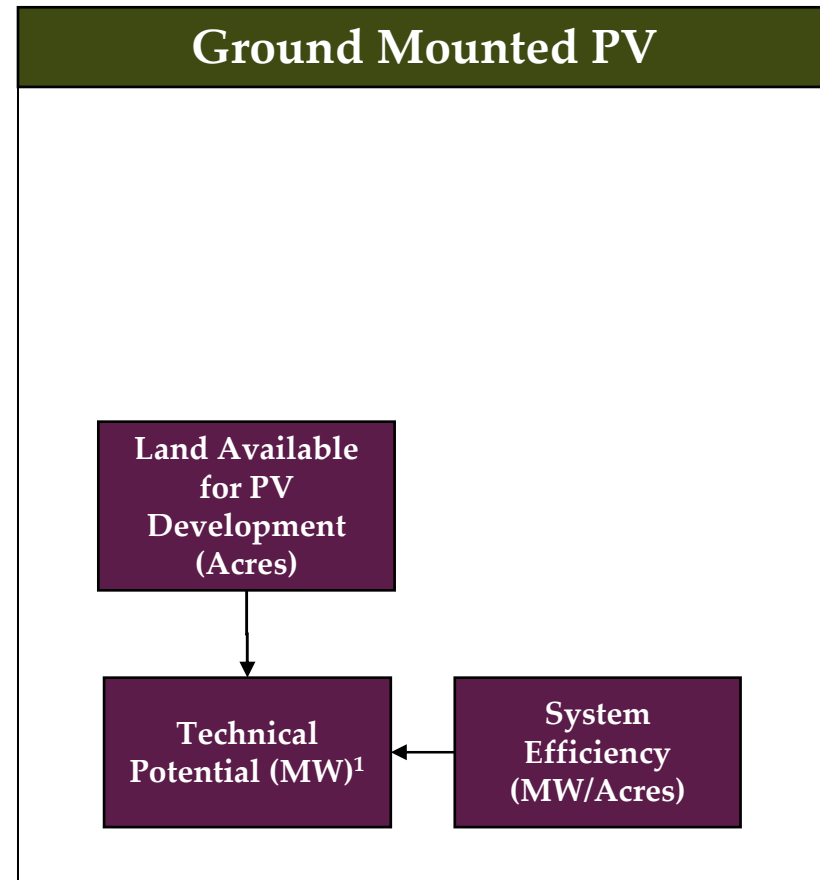 Ground Mounted PV
Land Available
for PV
Development
(Acres)
Technical
Potential (MW)¹
System
Efficiency
(MW/Acres)